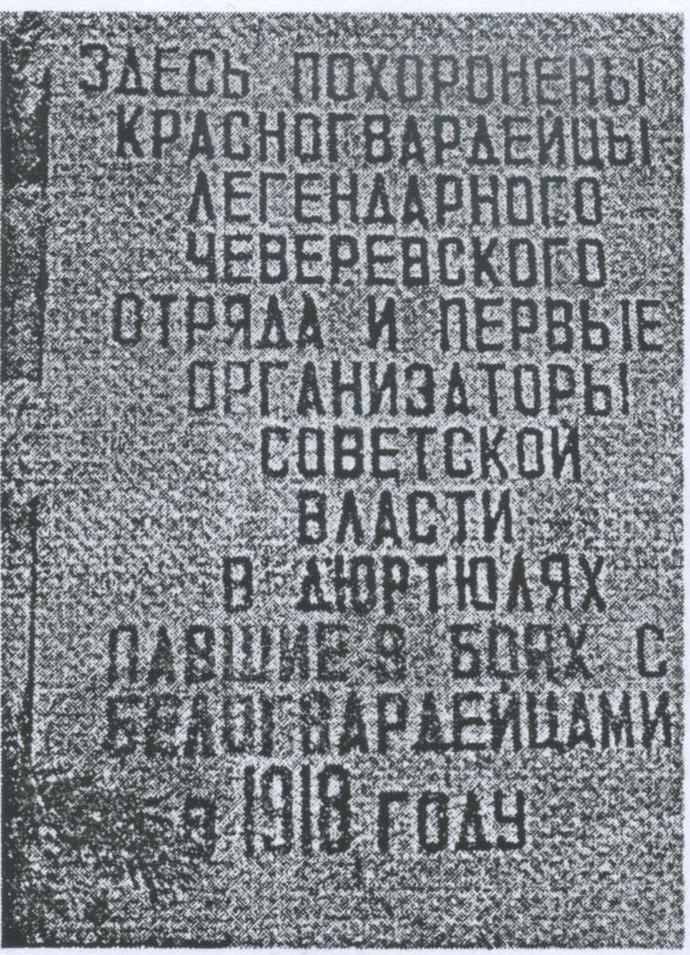 ЗДЕСЬ ПОХОРОНЕНЫ
КРАСНОГВАРДЕЙЦЫ
ЛЕГЕНДАРНОГО
ЧЕВЕРЕВСКОГО
ОТРЯДА И ПЕРВЫЕ
ОРГАНИЗАТОРЫ
СОВЕТСКОЙ
ВЛАСТИ
В ДЮРТЮЛЯХ
ПАВШИЕ В БОЯХ С
БЕЛОГВАРДЕЙЦАМИ
В 1918 ГОДУ